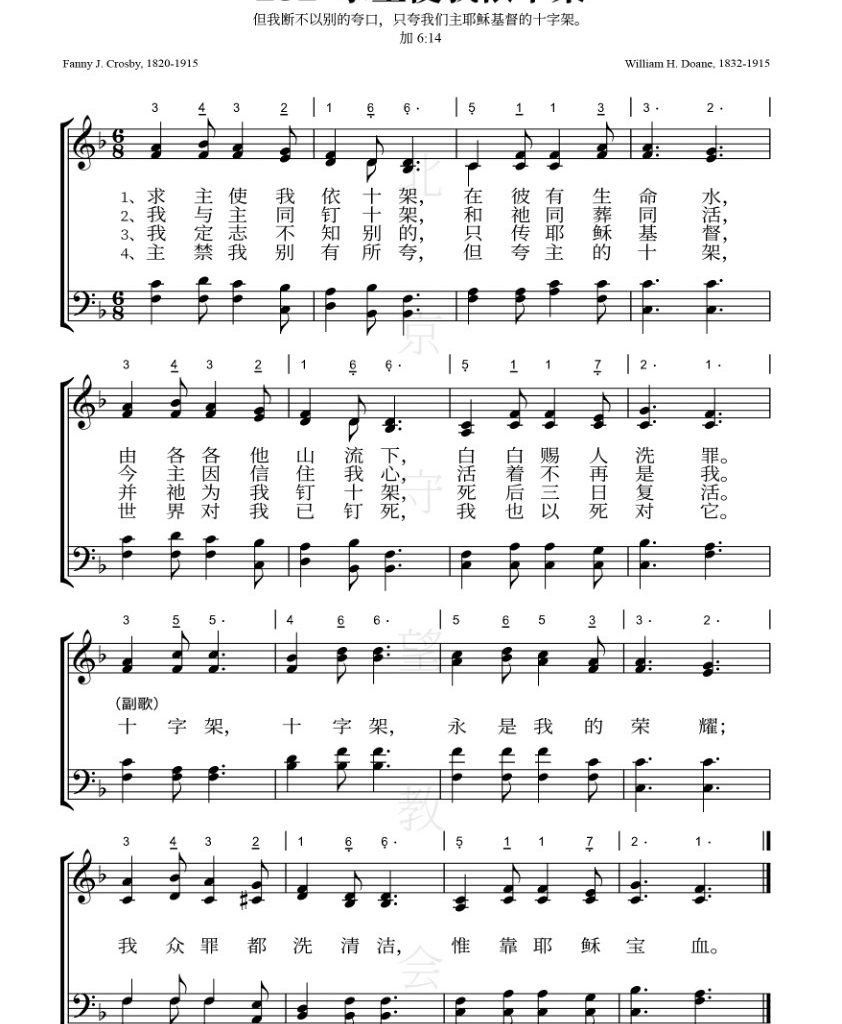 但我断不以别的夸口，只夸我们主耶稣基督的十字架。
加 6:14
Fanny J. Crosby, 1820-1915
William H. Doane, 1832-1915
3 4 3 2 | 1 6 6 · | 5 1 1 3 | 3 · 2 · |
6 8
1、求 主 使 我 依 十 架， 在 彼 有 生 命 水，
2、我 与 主 同 钉 十 架， 和 祂 同 葬 同 活，
3、我 定 志 不 知 别 的， 只 传 耶 稣 基 督，
4、主 禁 我 别 有 所 夸， 但 夸 主 的 十 架，
6 8
3 4 3 2 | 1 6 6 · | 5 1 1 7 | 2 · 1 · |
由 各 各 他 山 流 下， 白 白 赐 人 洗 罪。
今 主 因 信 住 我 心， 活 着 不 再 是 我。
并 祂 为 我 钉 十 架， 死 后 三 日 复 活。
世 界 对 我 已 钉 死， 我 也 以 死 对 它。
3 5 5 · | 4 6 6 · | 5 6 5 3 | 3 · 2 · |
（副歌）
十 字 架， 十 字 架， 永 是 我 的 荣 耀；
3 4 3 2 | 1 6 6 · | 5 1 1 7 | 2 · 1 · ‖
我 众 罪 都 洗 清 洁， 惟 靠 耶 稣 宝 血。
北京守望教会